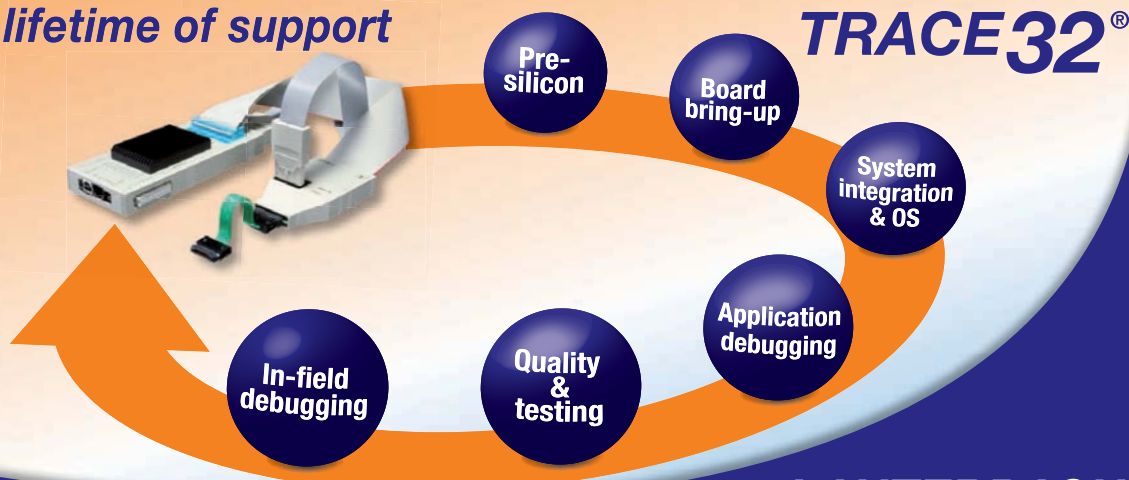 lifetime of support
TRACE32®
Pre-
silicon
Board
bring-up
System
integration
& OS
Application
debugging
Quality
&
testing
In-field
debugging